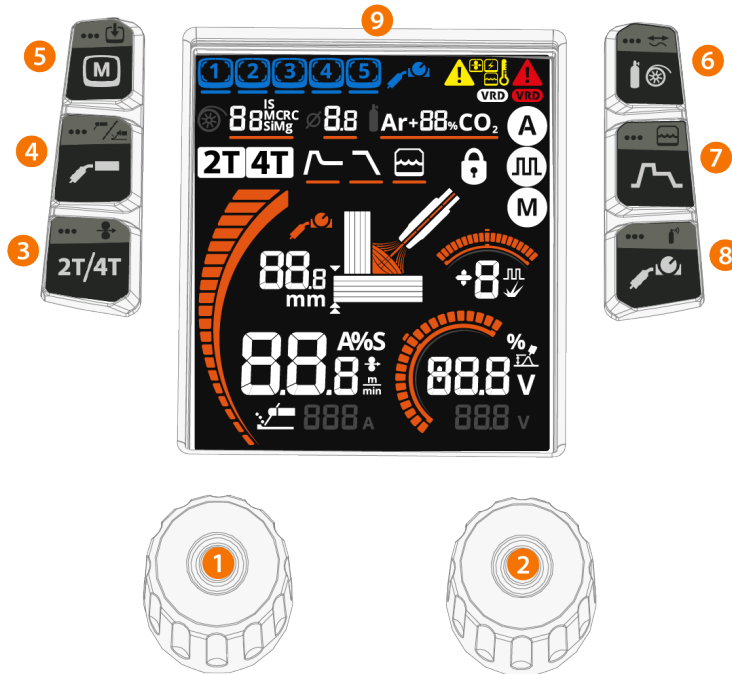 9
5
M
4
3
2T/4T
6
7
8
1 2 3 4 5
VRD VRD
88 IS MCRC SiMg ø 8.8 Ar+88%CO₂ A
2T 4T
M
88.8
mm
+8
A%S
88.8
m
min
%
88.8
V
888 A
88.8 V
1
2